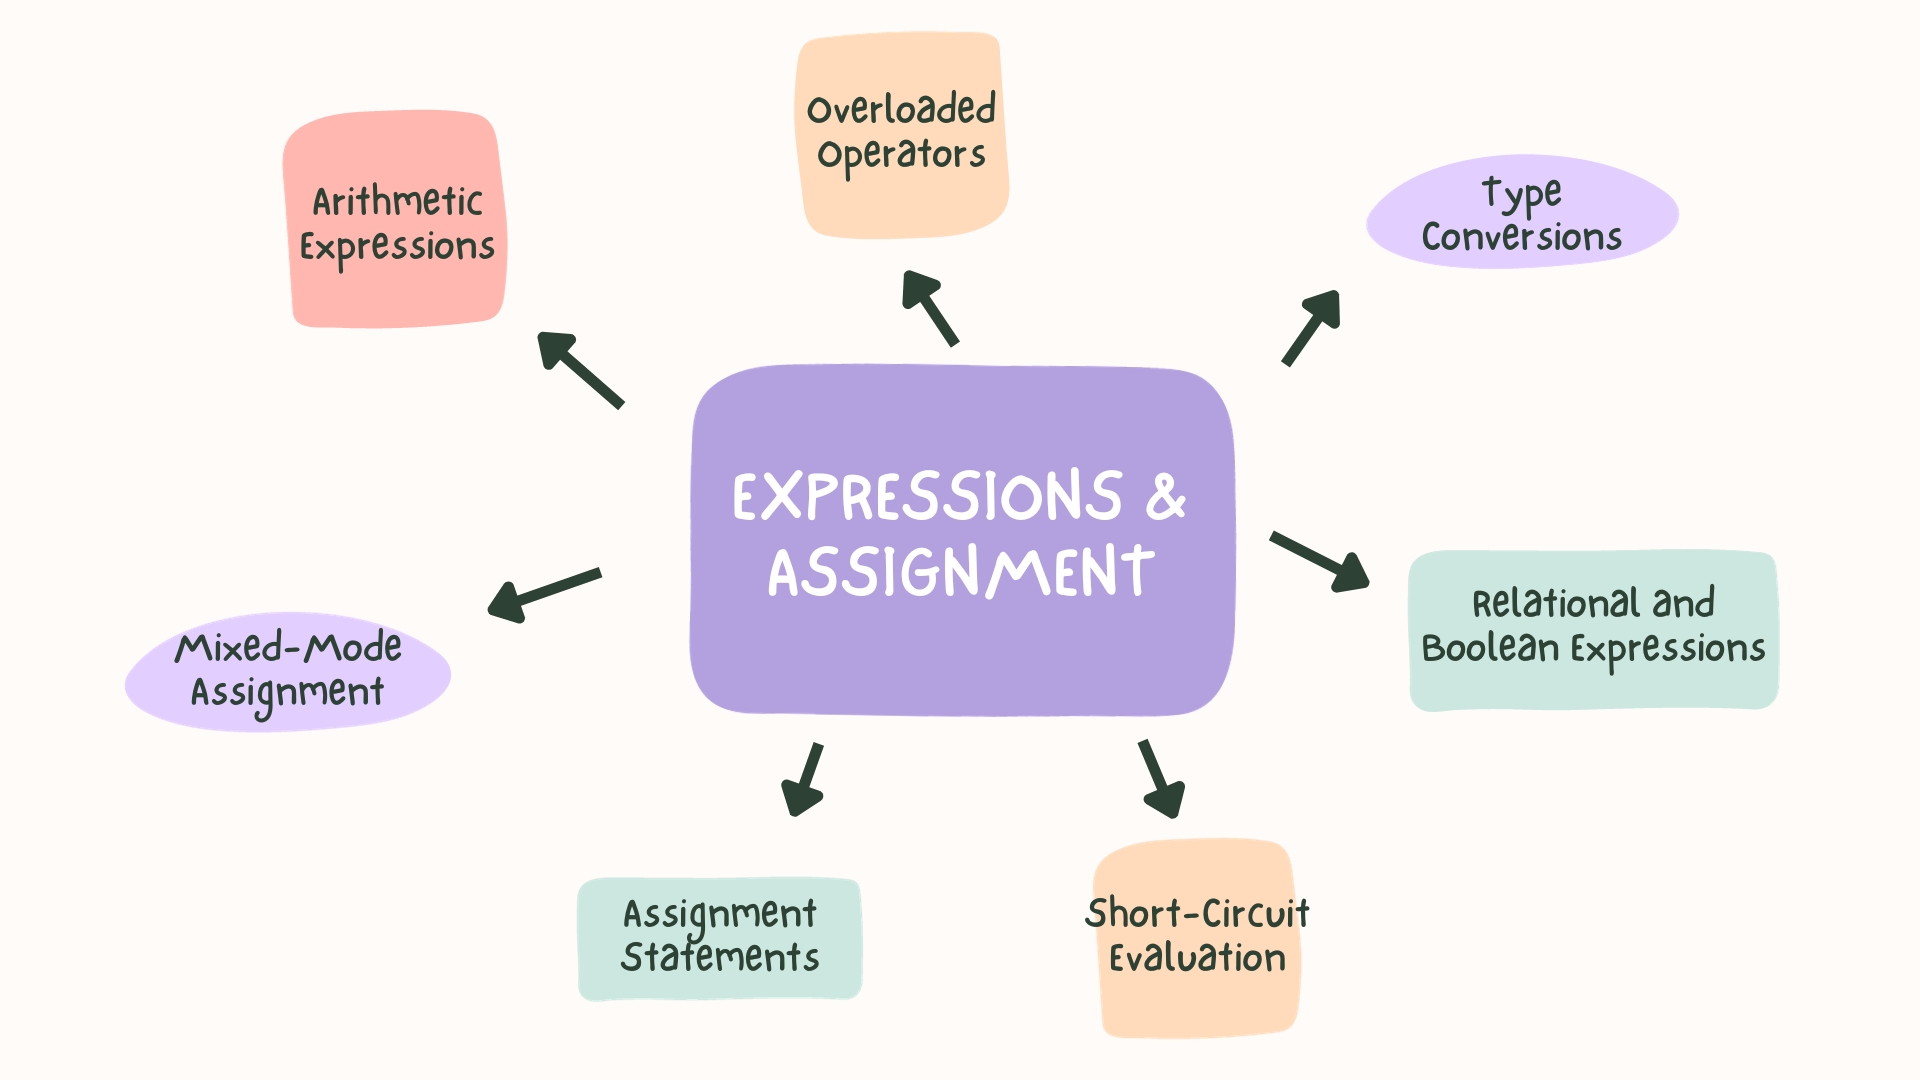 Overloaded
Operators
Arithmetic
Expressions
Type
Conversions
EXPRESSIONS &
ASSIGNMENT
Relational and
Boolean Expressions
Mixed-Mode
Assignment
Assignment
Statements
Short-Circuit
Evaluation